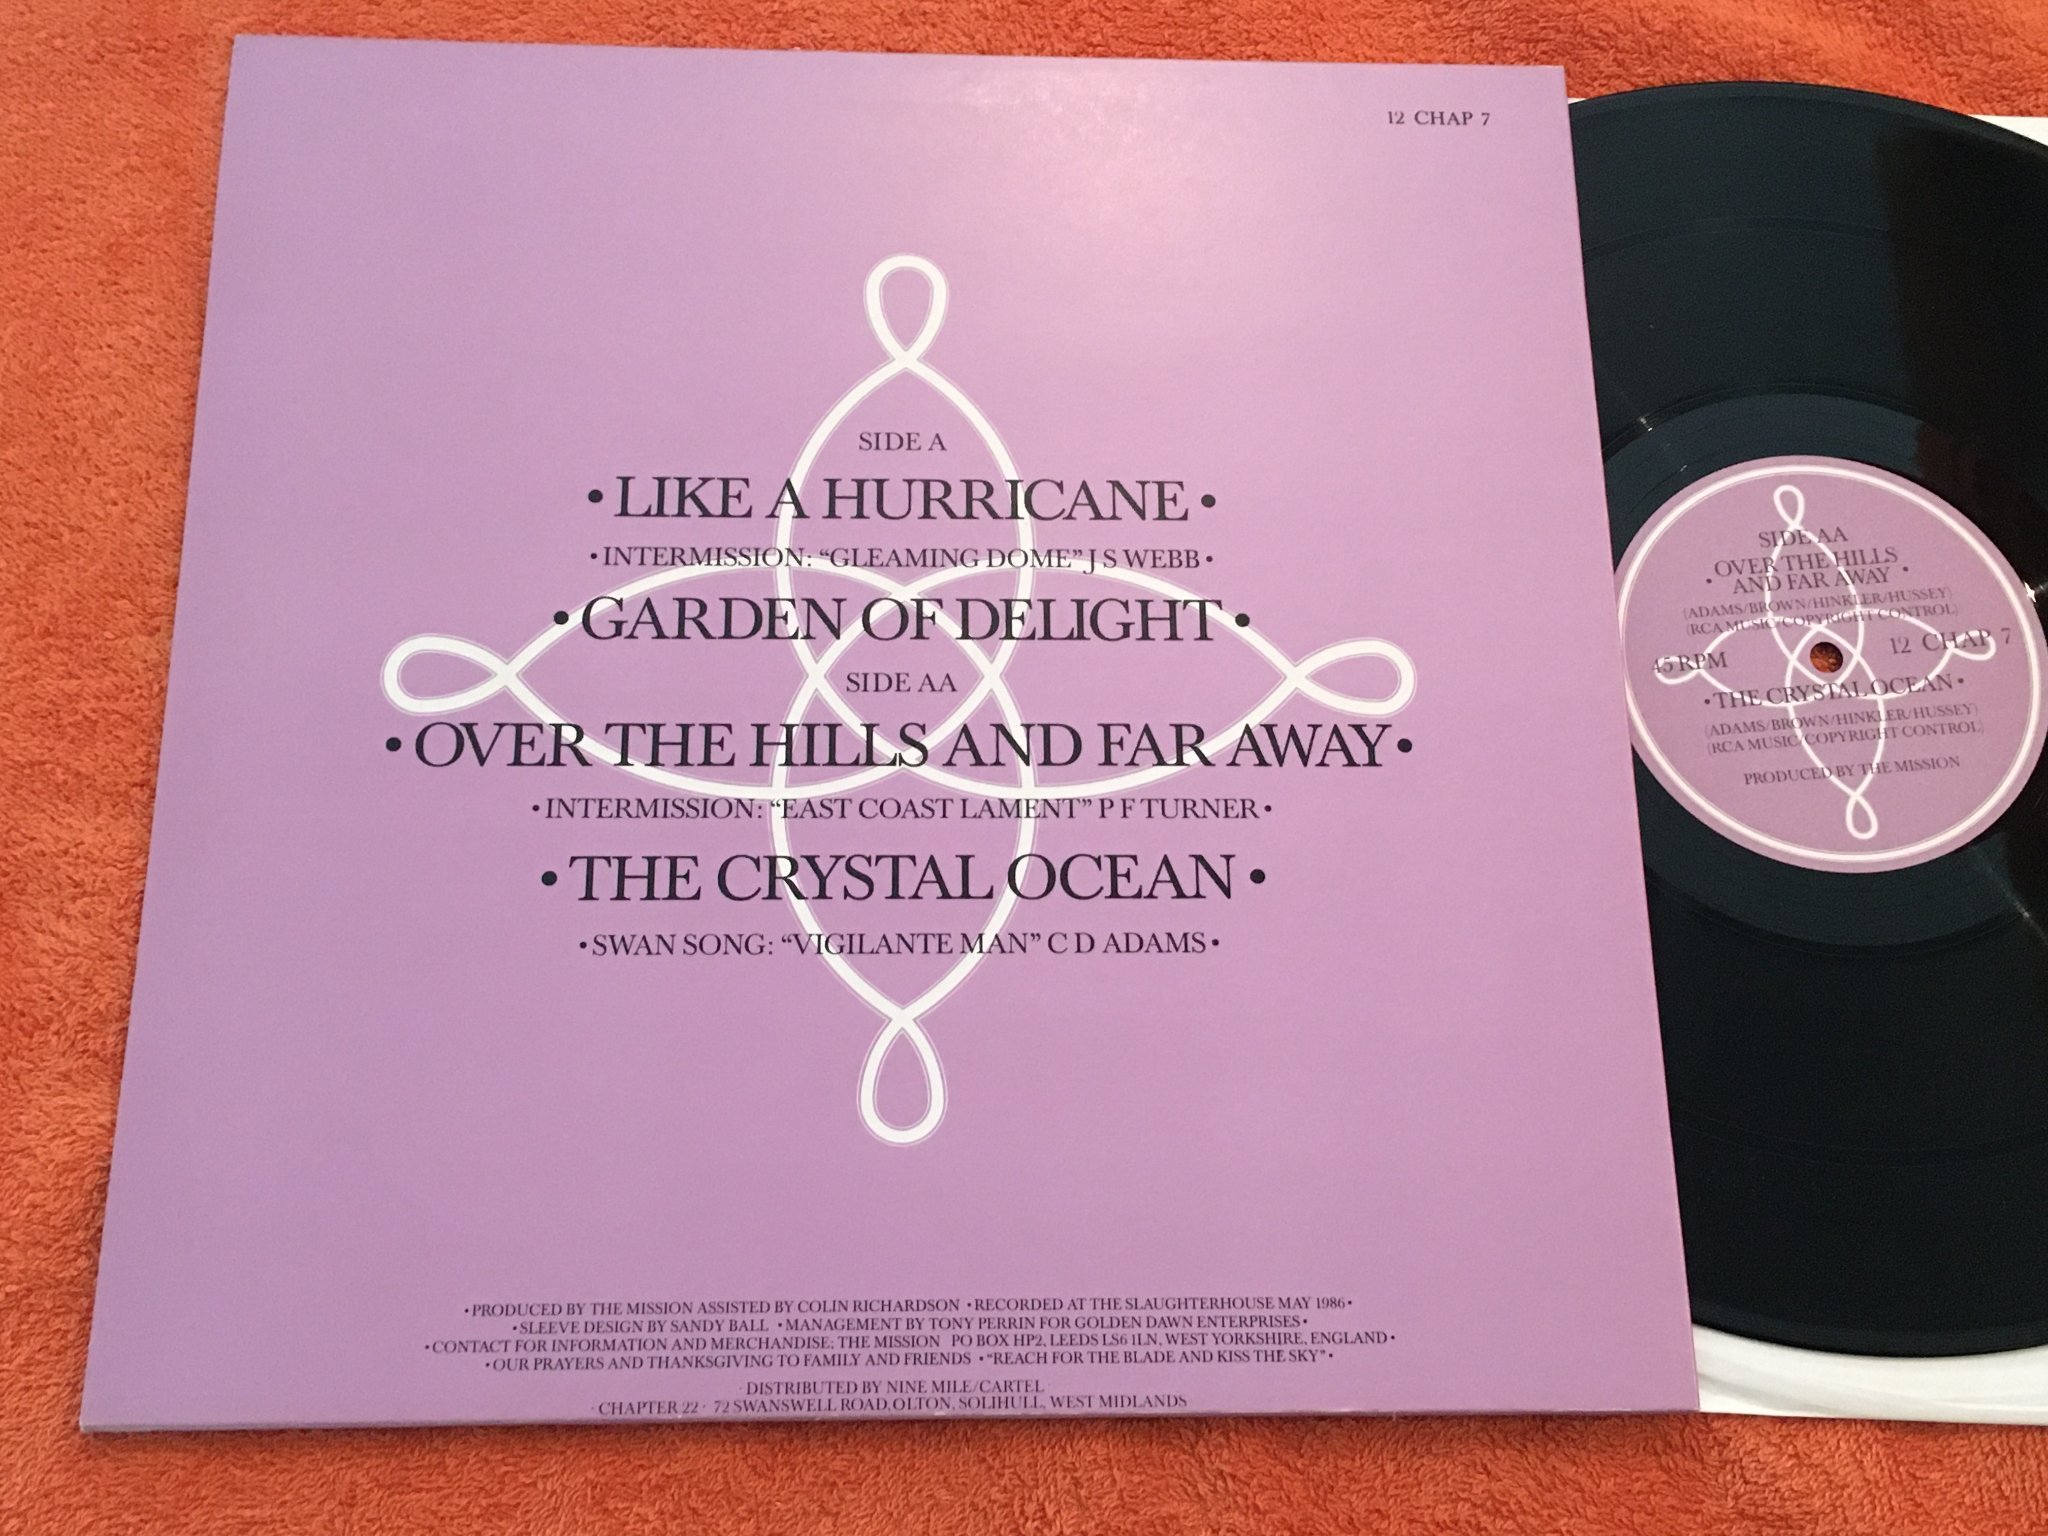 12 CHAP 7
SIDE A
• LIKE A HURRICANE •
• INTERMISSION: “GLEAMING DOME” J S WEBB •
• GARDEN OF DELIGHT •
SIDE AA
• OVER THE HILLS AND FAR AWAY •
• INTERMISSION: “EAST COAST LAMENT” P F TURNER •
• THE CRYSTAL OCEAN •
• SWAN SONG: “VIGILANTE MAN” C D ADAMS •
• PRODUCED BY THE MISSION ASSISTED BY COLIN RICHARDSON • RECORDED AT THE SLAUGHTERHOUSE MAY 1986 •
• SLEEVE DESIGN BY SANDY BALL • MANAGEMENT BY TONY PERRIN FOR GOLDEN DAWN ENTERPRISES •
• CONTACT FOR INFORMATION AND MERCHANDISE; THE MISSION PO BOX HP2, LEEDS LS6 1LN, WEST YORKSHIRE, ENGLAND •
• OUR PRAYERS AND THANKSGIVING TO FAMILY AND FRIENDS • “REACH FOR THE BLADE AND KISS THE SKY” •
· DISTRIBUTED BY NINE MILE/CARTEL ·
· CHAPTER 22 · 72 SWANSWELL ROAD, OLTON, SOLIHULL, WEST MIDLANDS
SIDE AA
• OVER THE HILLS
AND FAR AWAY •
(ADAMS/BROWN/HINKLER/HUSSEY)
(RCA MUSIC/COPYRIGHT CONTROL)
45 RPM
12 CHAP 7
• THE CRYSTAL OCEAN •
(ADAMS/BROWN/HINKLER/HUSSEY)
(RCA MUSIC/COPYRIGHT CONTROL)
PRODUCED BY THE MISSION